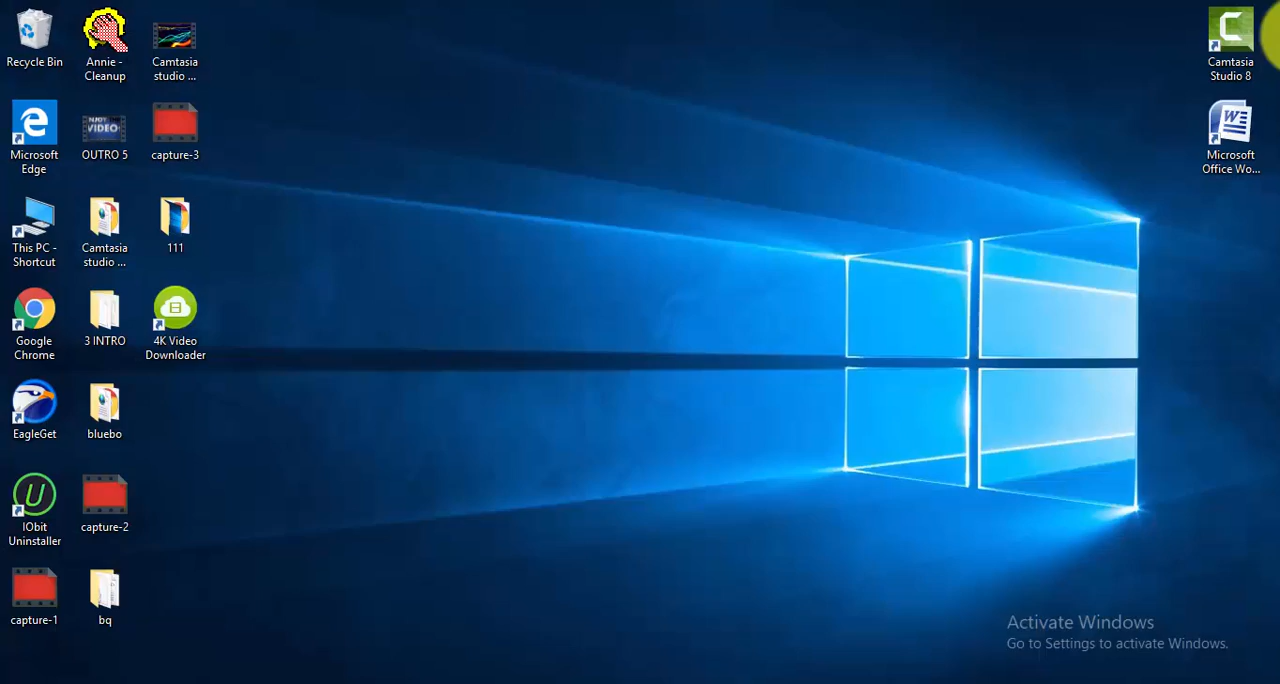 Recycle Bin
Annie -
Cleanup
Camtasia
studio ...
Camtasia
Studio 8
Microsoft
Edge
OUTRO 5
NJOY
VIDEO
capture-3
Microsoft
Office Wo...
This PC -
Shortcut
Camtasia
studio ...
111
Google
Chrome
3 INTRO
4K Video
Downloader
EagleGet
bluebo
IObit
Uninstaller
capture-2
capture-1
bq
Activate Windows
Go to Settings to activate Windows.